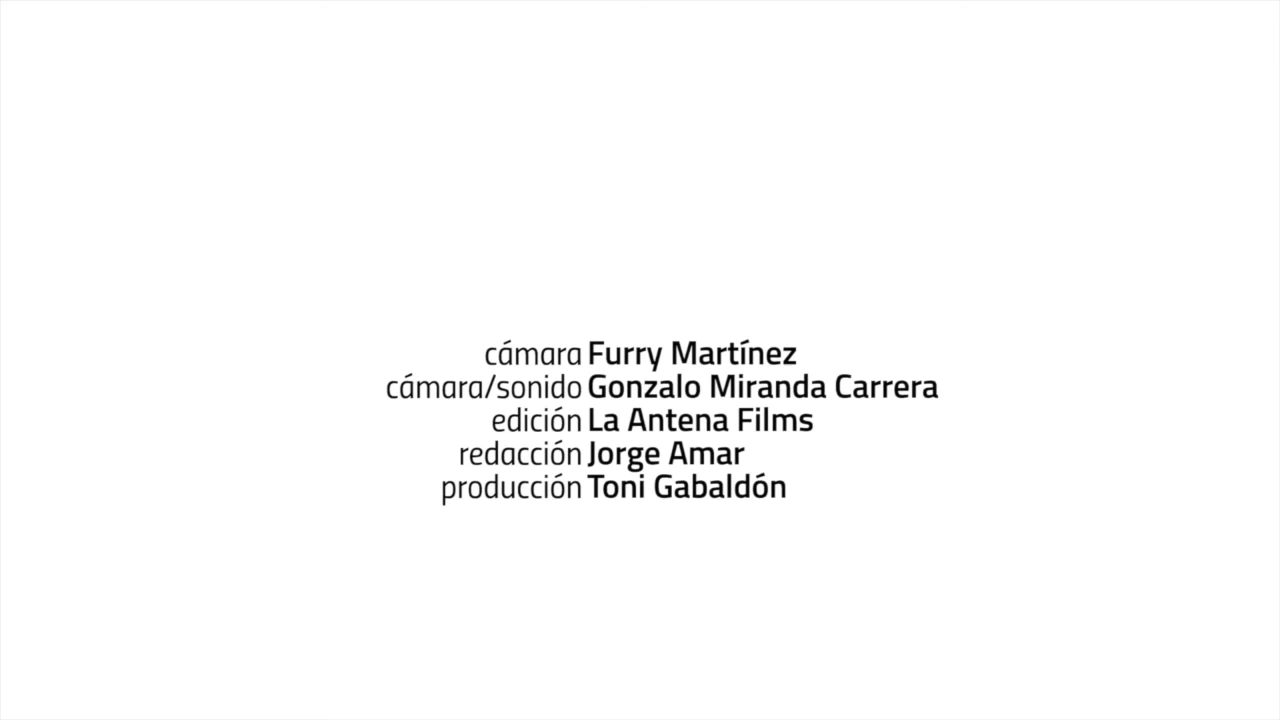 cámara Furry Martínez
cámara/sonido Gonzalo Miranda Carrera
edición La Antena Films
redacción Jorge Amar
producción Toni Gabaldón